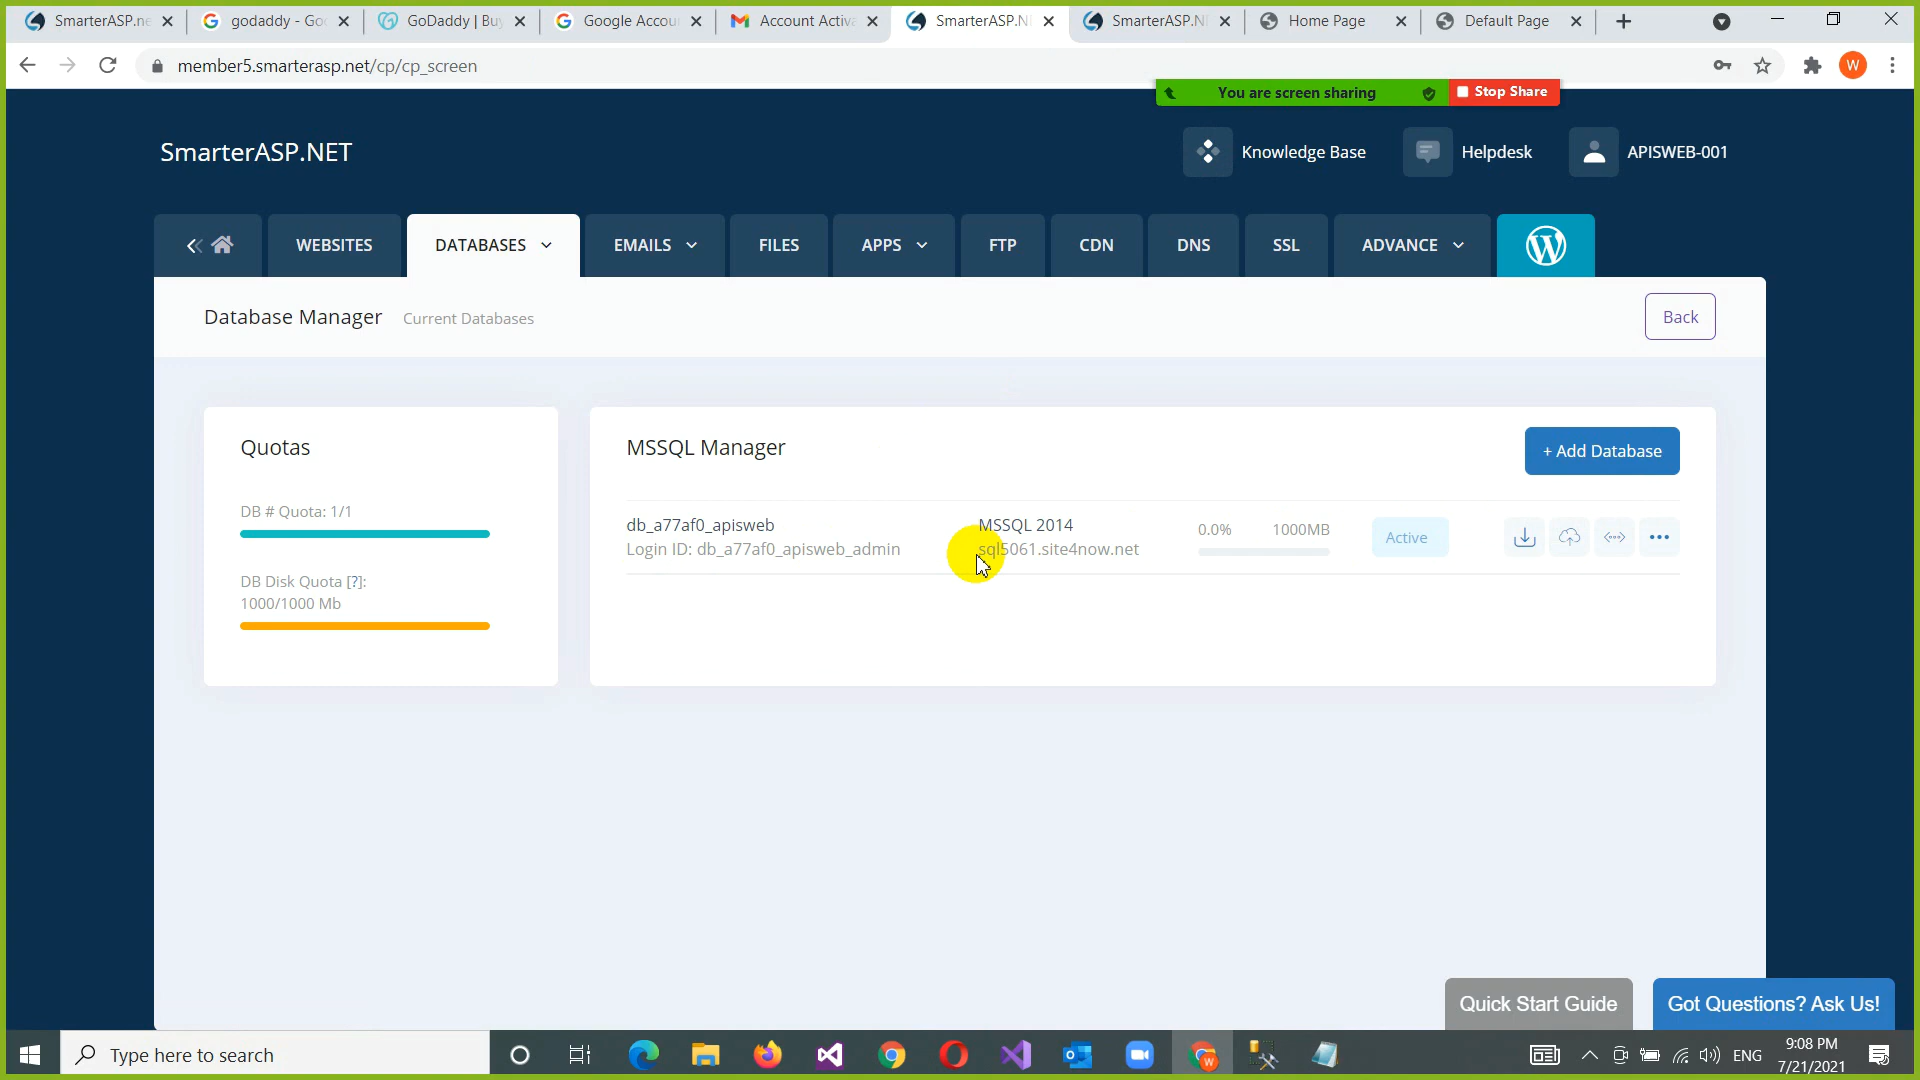 SmarterASP.ne
godaddy - Goo
GoDaddy | Buy
Google Accou
Account Activa
SmarterASP.N
SmarterASP.N
Home Page
Default Page
member5.smarterasp.net/cp/cp_screen
W
You are screen sharing
Stop Share
SmarterASP.NET
Knowledge Base
Helpdesk
APISWEB-001
WEBSITES
DATABASES
EMAILS
FILES
APPS
FTP
CDN
DNS
SSL
ADVANCE
Database Manager
Current Databases
Back
Quotas
DB # Quota: 1/1
DB Disk Quota [?]:
1000/1000 Mb
MSSQL Manager
+ Add Database
db_a77af0_apisweb
Login ID: db_a77af0_apisweb_admin
MSSQL 2014
sql5061.site4now.net
0.0%
1000MB
Active
Quick Start Guide
Got Questions? Ask Us!
Type here to search
ENG
9:08 PM
7/21/2021